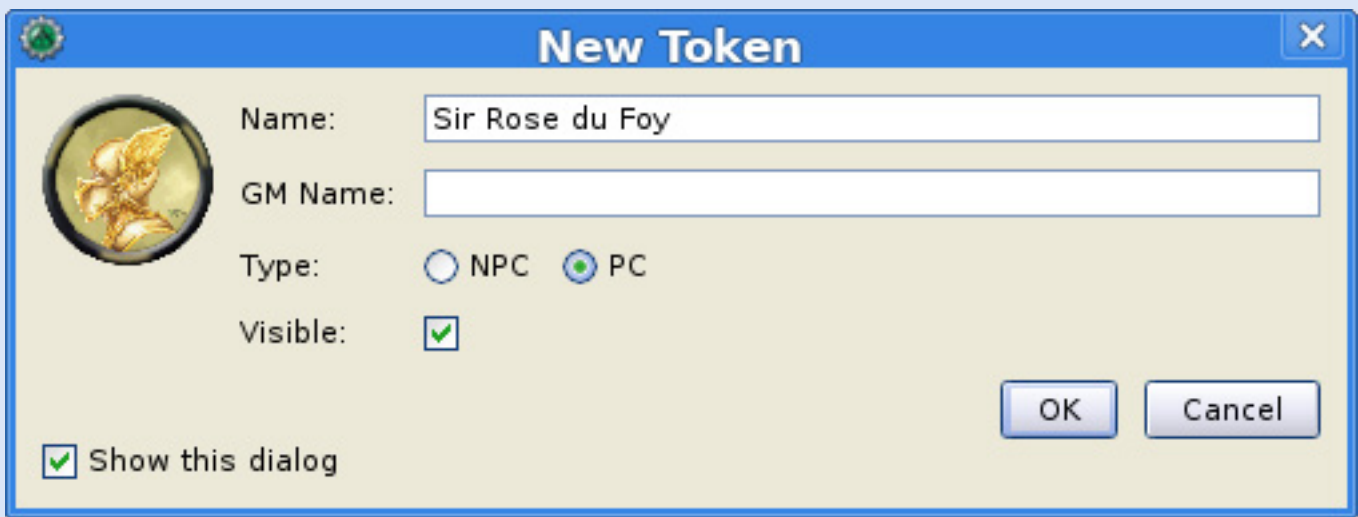 New Token
Name: Sir Rose du Foy
GM Name:
Type: NPC PC
Visible:
OK Cancel
Show this dialog